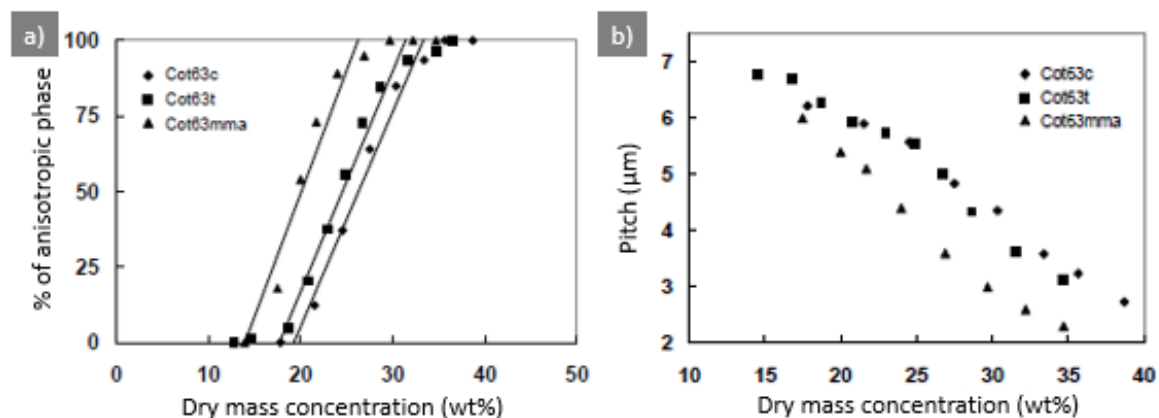 a)
% of anisotropic phase
100
75
50
25
0
Cot63c
Cot63t
Cot63mma
0 10 20 30 40 50
Dry mass concentration (wt%)
b)
Pitch (µm)
7
6
5
4
3
2
Cot63c
Cot63t
Cot63mma
10 15 20 25 30 35 40
Dry mass concentration (wt%)